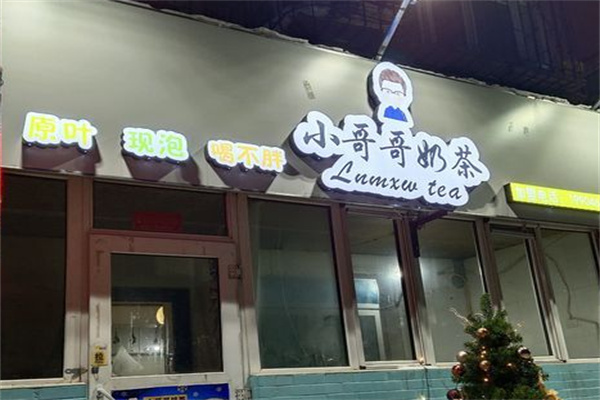 原叶
现泡
喝不胖
小哥哥奶茶
Lnmxw tea